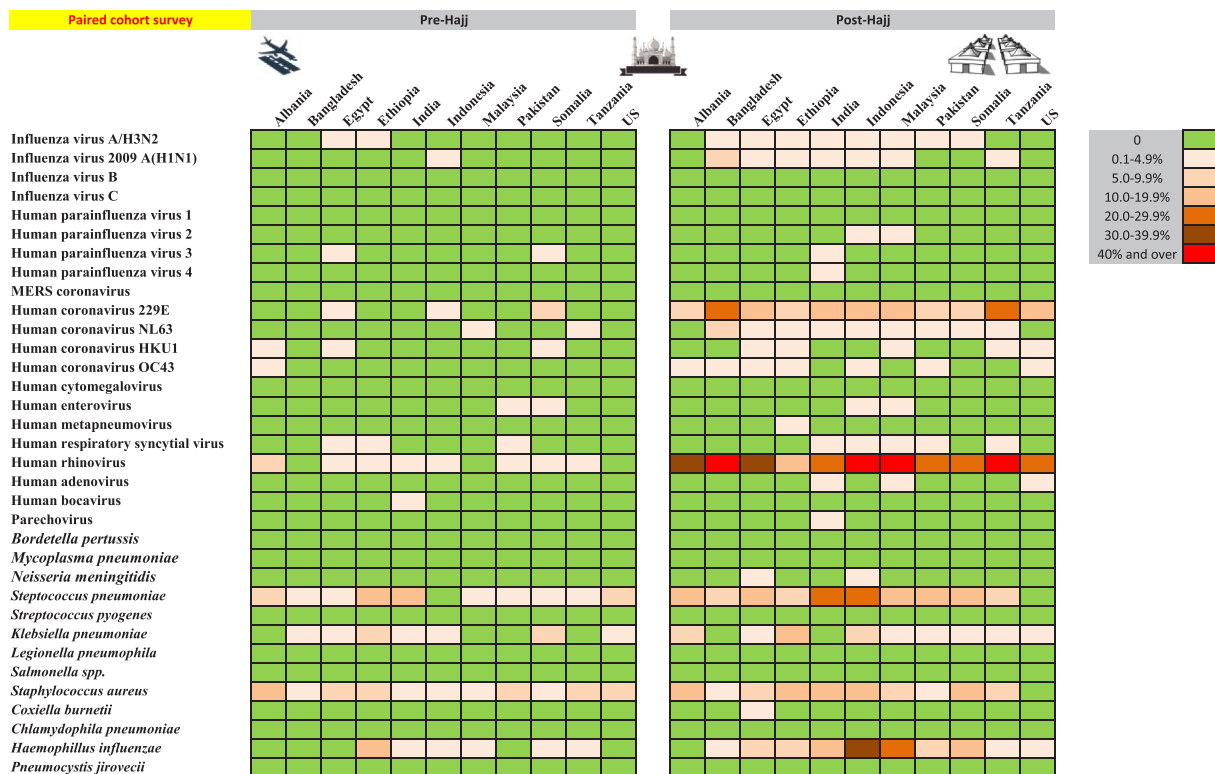 Paired cohort survey
Pre-Hajj
Post-Hajj
Albania
Bangladesh
Egypt
Ethiopia
India
Indonesia
Malaysia
Pakistan
Somalia
Tanzania
US
Albania
Bangladesh
Egypt
Ethiopia
India
Indonesia
Malaysia
Pakistan
Somalia
Tanzania
US
Influenza virus A/H3N2
Influenza virus 2009 A(H1N1)
Influenza virus B
Influenza virus C
Human parainfluenza virus 1
Human parainfluenza virus 2
Human parainfluenza virus 3
Human parainfluenza virus 4
MERS coronavirus
Human coronavirus 229E
Human coronavirus NL63
Human coronavirus HKU1
Human coronavirus OC43
Human cytomegalovirus
Human enterovirus
Human metapneumovirus
Human respiratory syncytial virus
Human rhinovirus
Human adenovirus
Human bocavirus
Parechovirus
Bordetella pertussis
Mycoplasma pneumoniae
Neisseria meningitidis
Steptococcus pneumoniae
Streptococcus pyogenes
Klebsiella pneumoniae
Legionella pneumophila
Salmonella spp.
Staphylococcus aureus
Coxiella burnetii
Chlamydophila pneumoniae
Haemophillus influenzae
Pneumocystis jirovecii
0
0.1-4.9%
5.0-9.9%
10.0-19.9%
20.0-29.9%
30.0-39.9%
40% and over